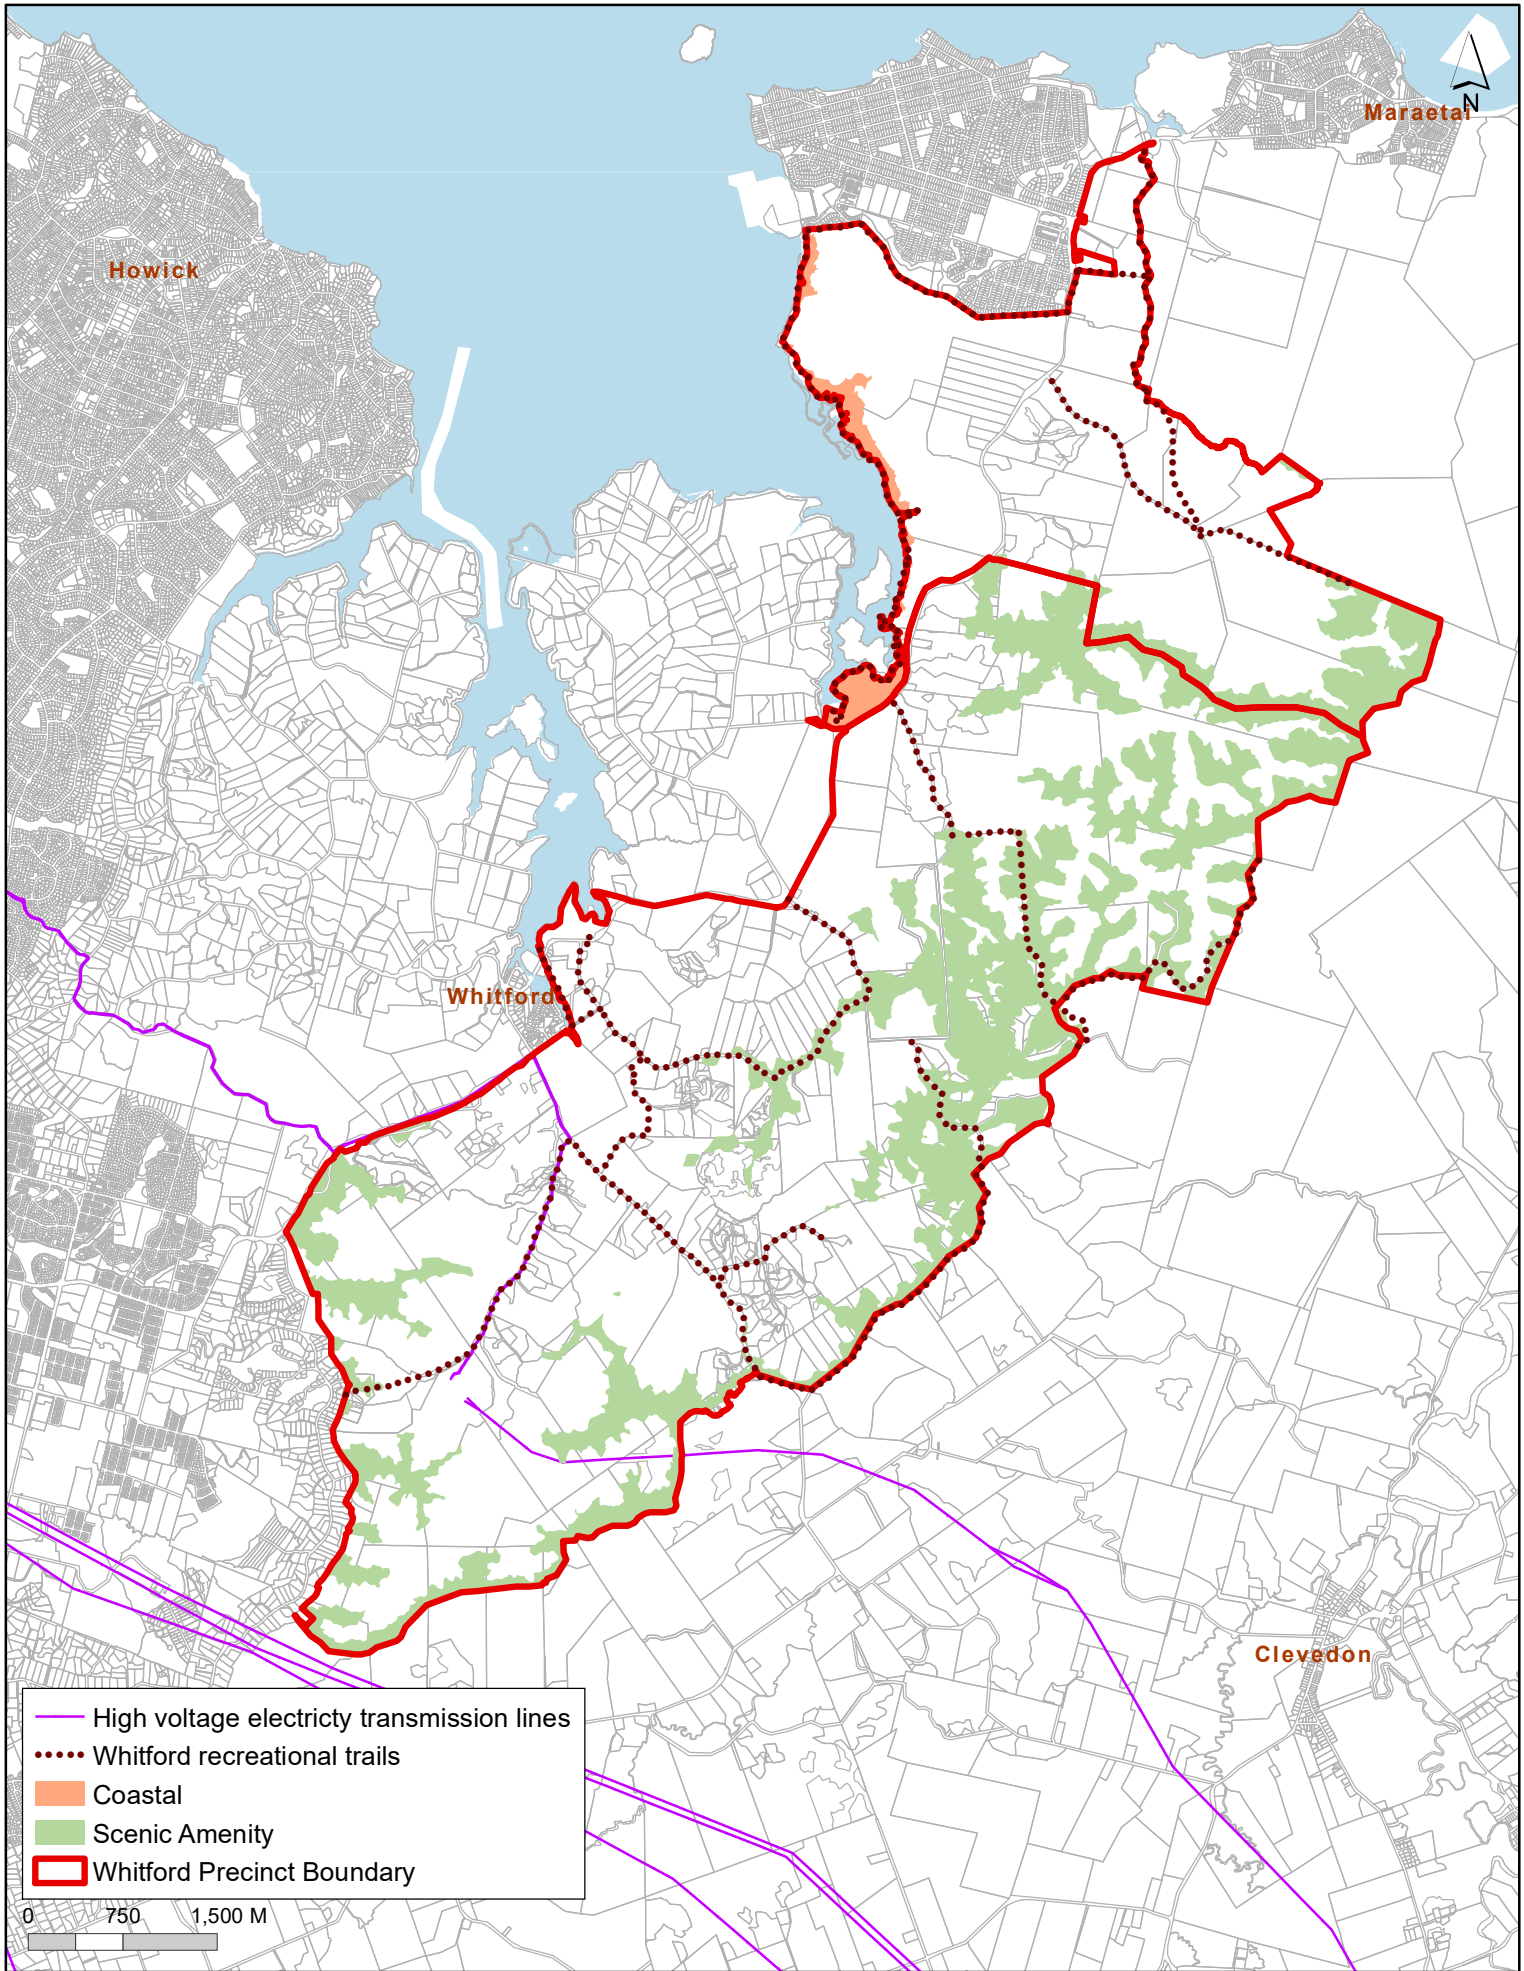 N
Maraetai
Howick
Whitford
Clevedon
High voltage electricty transmission lines
Whitford recreational trails
Coastal
Scenic Amenity
Whitford Precinct Boundary
0 750 1,500 M